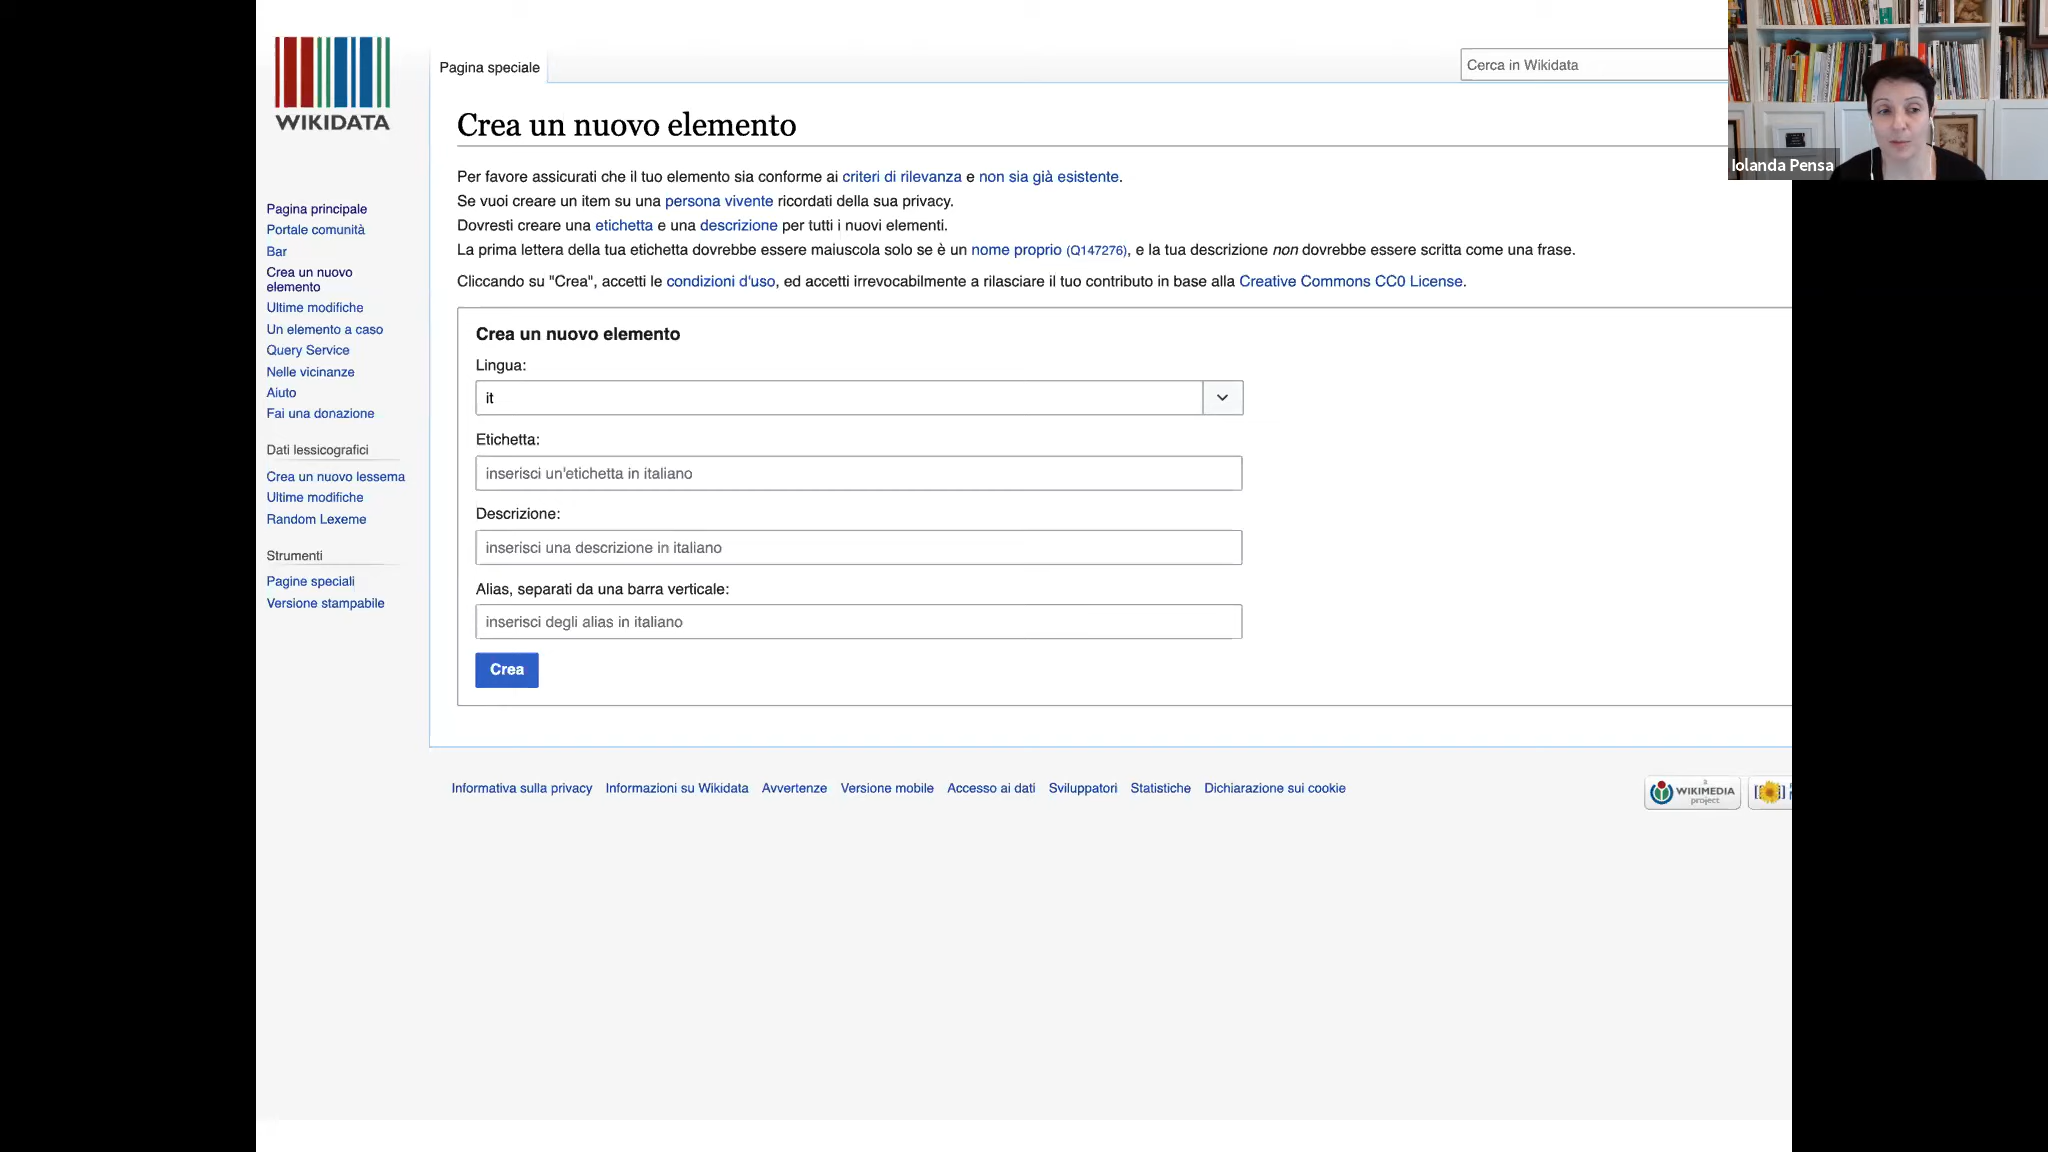 WIKIDATA
Pagina speciale
Cerca in Wikidata
Iolanda Pensa
Crea un nuovo elemento
Per favore assicurati che il tuo elemento sia conforme ai criteri di rilevanza e non sia già esistente.
Se vuoi creare un item su una persona vivente ricordati della sua privacy.
Dovresti creare una etichetta e una descrizione per tutti i nuovi elementi.
La prima lettera della tua etichetta dovrebbe essere maiuscola solo se è un nome proprio (Q147276), e la tua descrizione non dovrebbe essere scritta come una frase.
Cliccando su "Crea", accetti le condizioni d'uso, ed accetti irrevocabilmente a rilasciare il tuo contributo in base alla Creative Commons CC0 License.
Pagina principale
Portale comunità
Bar
Crea un nuovo
elemento
Ultime modifiche
Un elemento a caso
Query Service
Nelle vicinanze
Aiuto
Fai una donazione
Dati lessicografici
Crea un nuovo lessema
Ultime modifiche
Random Lexeme
Strumenti
Pagine speciali
Versione stampabile
Crea un nuovo elemento
Lingua:
it
Etichetta:
inserisci un'etichetta in italiano
Descrizione:
inserisci una descrizione in italiano
Alias, separati da una barra verticale:
inserisci degli alias in italiano
Crea
Informativa sulla privacy
Informazioni su Wikidata
Avvertenze
Versione mobile
Accesso ai dati
Sviluppatori
Statistiche
Dichiarazione sui cookie
a
WIKIMEDIA
project